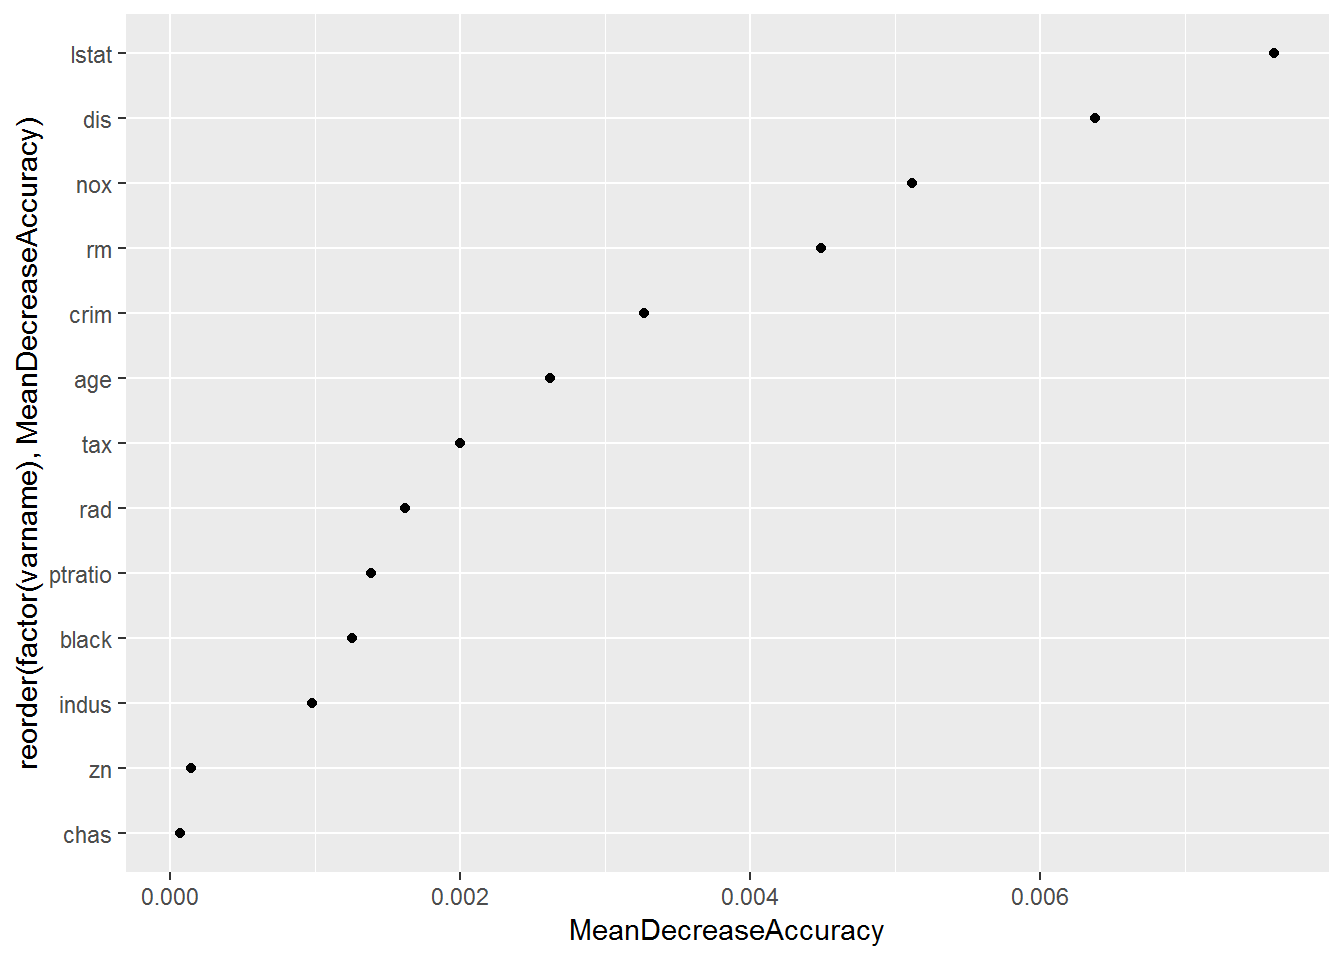 reorder(factor(varname), MeanDecreaseAccuracy)
lstat
dis
nox
rm
crim
age
tax
rad
ptratio
black
indus
zn
chas
0.000 0.002 0.004 0.006
MeanDecreaseAccuracy